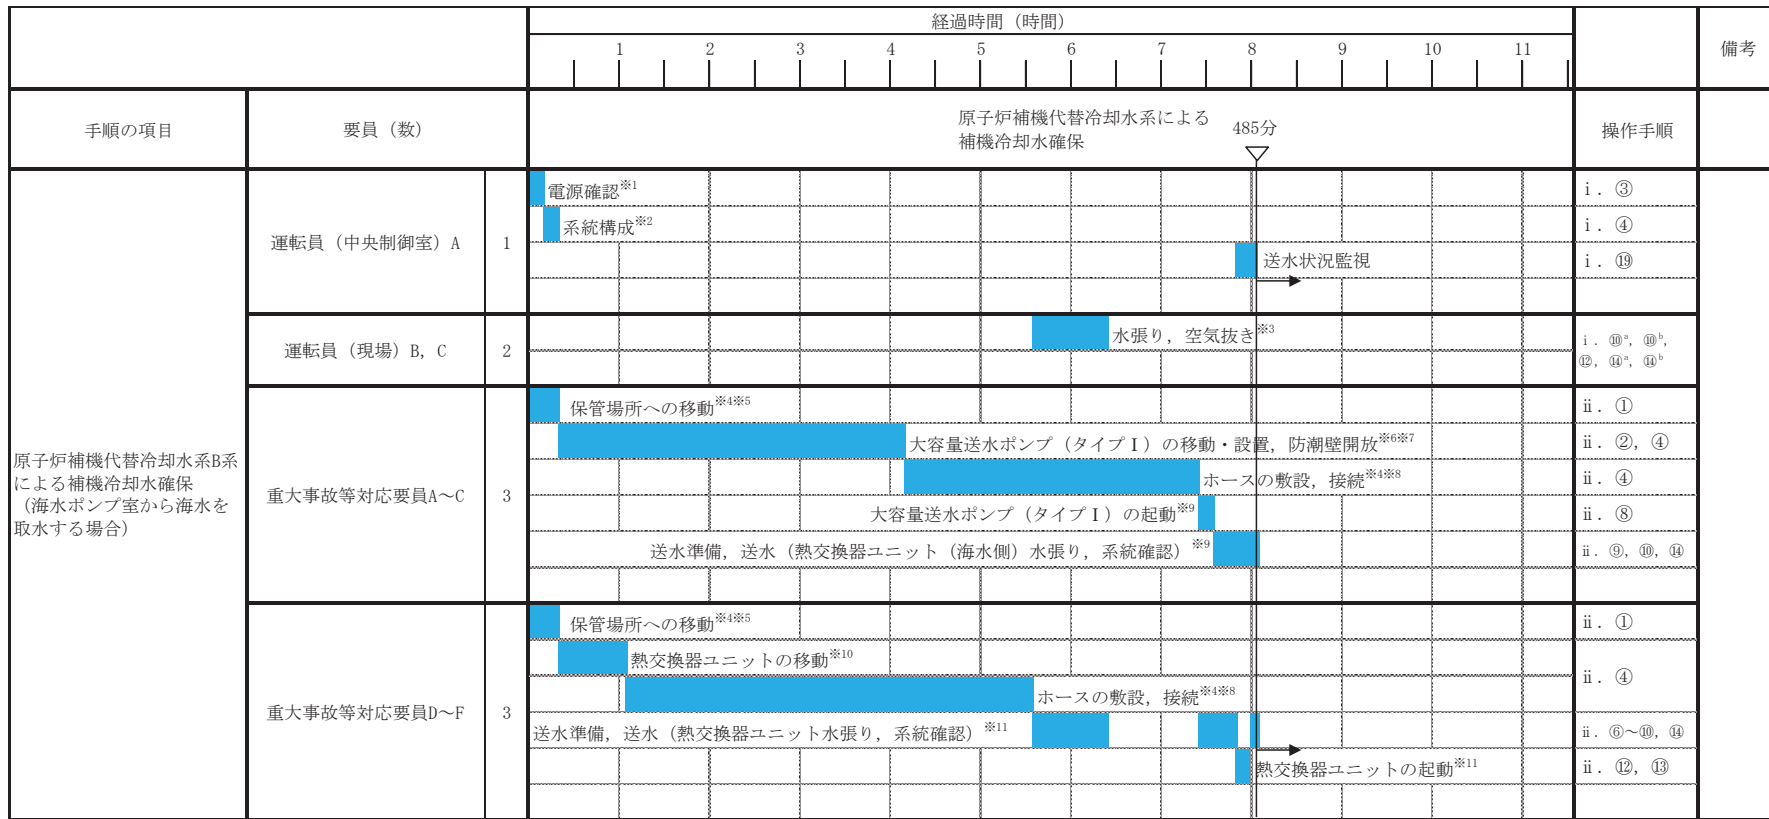 経過時間（時間）
1 2 3 4 5 6 7 8 9 10 11
備考
手順の項目
要員（数）
原子炉補機代替冷却水系による
補機冷却水確保
485分
操作手順
原子炉補機代替冷却水系B系
による補機冷却水確保
（海水ポンプ室から海水を
取水する場合）
運転員（中央制御室）A
1
電源確認※1
ⅰ．③
系統構成※2
ⅰ．④
送水状況監視
ⅰ．⑲
運転員（現場）B，C
2
水張り，空気抜き※3
ⅰ．⑩a，⑩b，
⑫，⑭a，⑭b
重大事故等対応要員A～C
3
保管場所への移動※4※5
ⅱ．①
大容量送水ポンプ（タイプⅠ）の移動・設置，防潮壁開放※6※7
ⅱ．②，④
ホースの敷設，接続※4※8
ⅱ．④
大容量送水ポンプ（タイプⅠ）の起動※9
ⅱ．⑧
送水準備，送水（熱交換器ユニット（海水側）水張り，系統確認）※9
ⅱ．⑨，⑩，⑭
重大事故等対応要員D～F
3
保管場所への移動※4※5
ⅱ．①
熱交換器ユニットの移動※10
ⅱ．④
ホースの敷設，接続※4※8
送水準備，送水（熱交換器ユニット水張り，系統確認）※11
ⅱ．⑥～⑩，⑭
熱交換器ユニットの起動※11
ⅱ．⑫，⑬